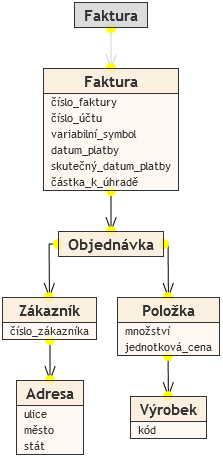 Faktura
Faktura
číslo_faktury
číslo_účtu
variabilní_symbol
datum_platby
skutečný_datum_platby
částka_k_úhradě
Objednávka
Zákazník
číslo_zákazníka
Položka
množství
jednotková_cena
Adresa
ulice
město
stát
Výrobek
kód